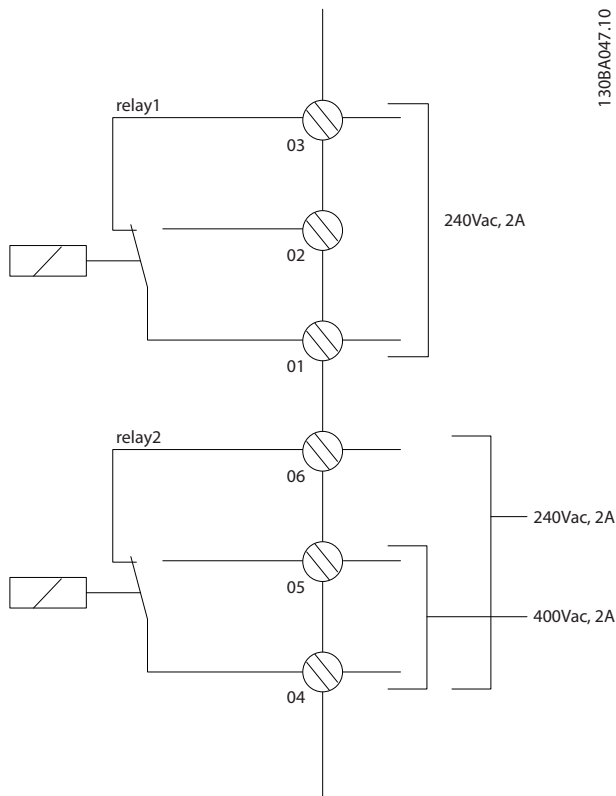 130BA047.10
relay1
03
02
240Vac, 2A
01
relay2
06
240Vac, 2A
05
400Vac, 2A
04